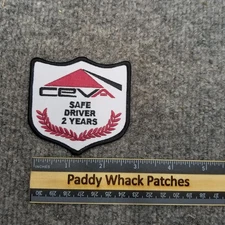 CEVA
SAFE
DRIVER
2 YEARS
Paddy Whack Patches